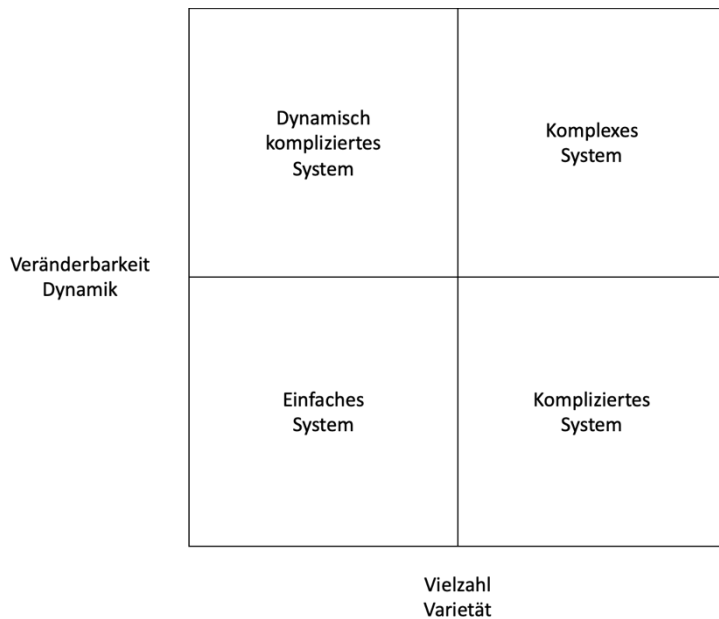 Dynamisch
kompliziertes
System
Komplexes
System
Veränderbarkeit
Dynamik
Einfaches
System
Kompliziertes
System
Vielzahl
Varietät